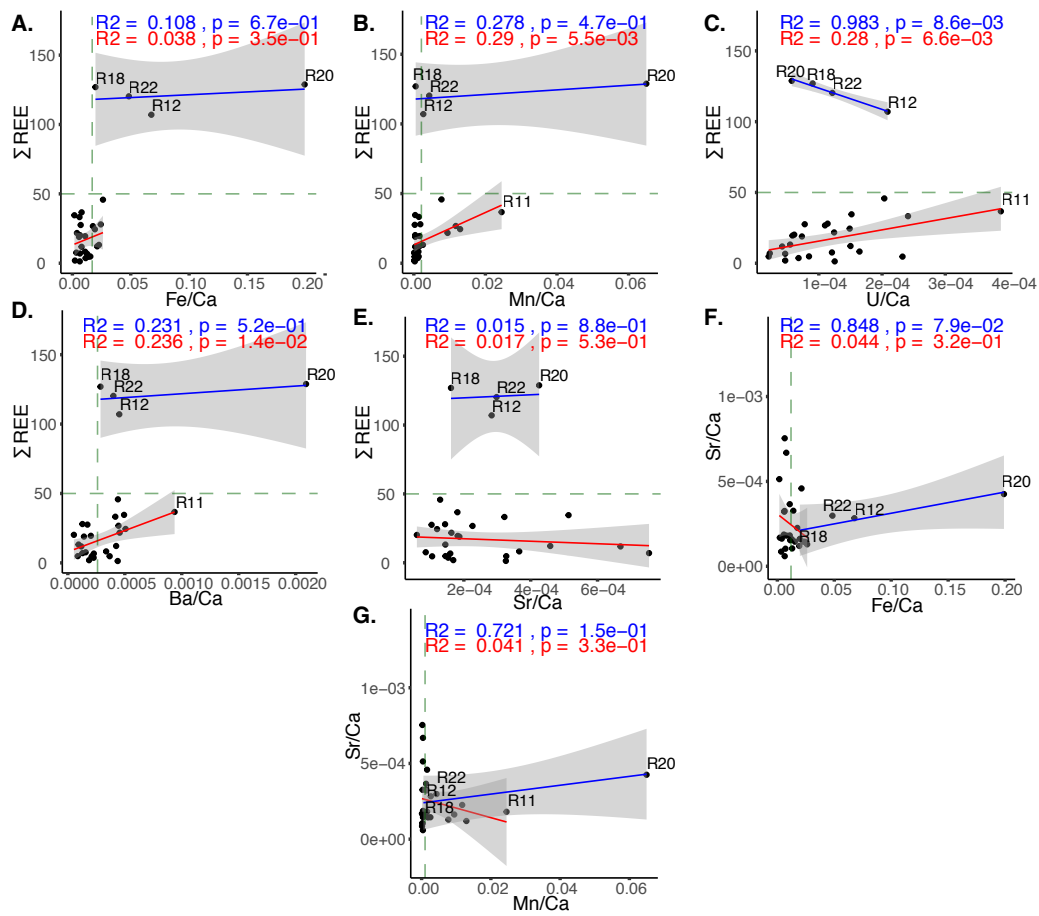 A.
R2 = 0.108 , p = 6.7e−01
R2 = 0.038 , p = 3.5e−01
150
100
50
0
Σ REE
R18
R22
R12
R20
0.00
0.05
0.10
0.15
0.20
Fe/Ca
B.
R2 = 0.278 , p = 4.7e−01
R2 = 0.29 , p = 5.5e−03
150
100
50
0
Σ REE
R18
R22
R12
R20
R11
0.00
0.02
0.04
0.06
Mn/Ca
C.
R2 = 0.983 , p = 8.6e−03
R2 = 0.28 , p = 6.6e−03
150
100
50
0
Σ REE
R20
R18
R22
R12
R11
1e−04
2e−04
3e−04
4e−04
U/Ca
D.
R2 = 0.231 , p = 5.2e−01
R2 = 0.236 , p = 1.4e−02
150
100
50
0
Σ REE
R18
R22
R12
R20
R11
0.0000
0.0005
0.0010
0.0015
0.0020
Ba/Ca
E.
R2 = 0.015 , p = 8.8e−01
R2 = 0.017 , p = 5.3e−01
150
100
50
0
Σ REE
R18
R22
R12
R20
2e−04
4e−04
6e−04
Sr/Ca
F.
R2 = 0.848 , p = 7.9e−02
R2 = 0.044 , p = 3.2e−01
1e−03
5e−04
0e+00
Sr/Ca
R22
R12
R18
R20
0.00
0.05
0.10
0.15
0.20
Fe/Ca
G.
R2 = 0.721 , p = 1.5e−01
R2 = 0.041 , p = 3.3e−01
1e−03
5e−04
0e+00
Sr/Ca
R22
R12
R18
R11
R20
0.00
0.02
0.04
0.06
Mn/Ca